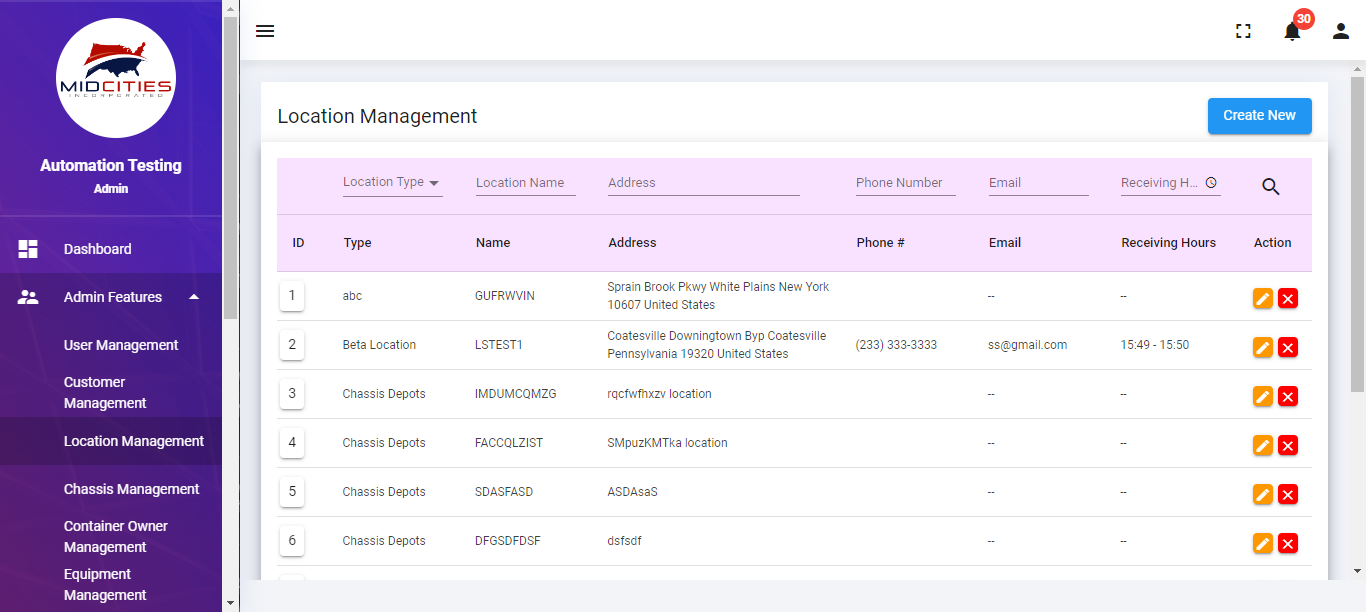 MIDCITIES
INCORPORATED
Automation Testing
Admin
Dashboard
Admin Features
User Management
Customer
Management
Location Management
Chassis Management
Container Owner
Management
Equipment
Management
30
Location Management
Create New
Location Type Location Name Address Phone Number Email Receiving H...
ID Type Name Address Phone # Email Receiving Hours Action
1 abc GUFRWVIN Sprain Brook Pkwy White Plains New York
10607 United States -- --
2 Beta Location LSTEST1 Coatesville Downingtown Byp Coatesville
Pennsylvania 19320 United States (233) 333-3333 ss@gmail.com 15:49 - 15:50
3 Chassis Depots IMDUMCQMZG rqcfwfhxzv location -- --
4 Chassis Depots FACCQLZIST SMpuzKMTka location -- --
5 Chassis Depots SDASFASD ASDAsaS -- --
6 Chassis Depots DFGSDFDSF dsfsdf -- --